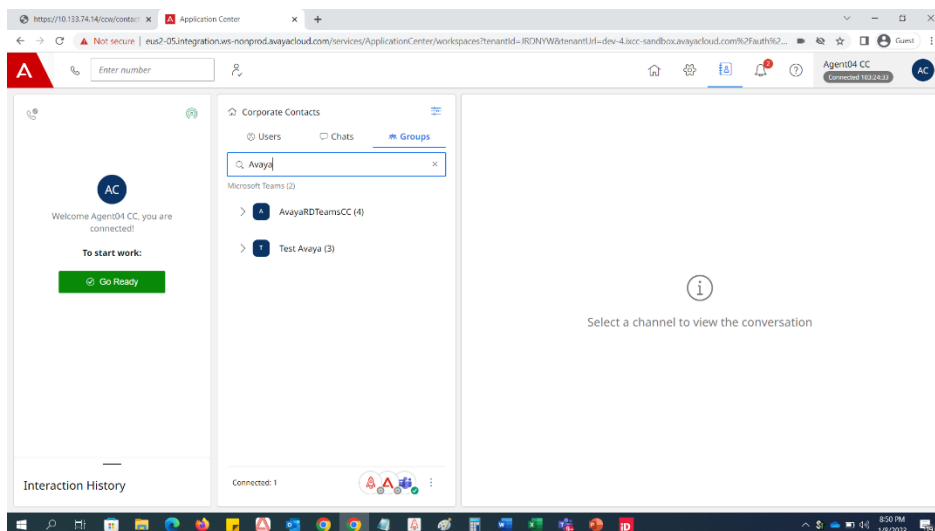 https://10.133.74.14/ccw/contact
Application Center
Not secure | eus2-05.integration.ws-nonprod.avayacloud.com/services/ApplicationCenter/workspaces?tenantId=JRDNYW&tenantUrl=dev-4.ixcc-sandbox.avayacloud.com%2Fauth%2...
Guest
Enter number
2
Agent04 CC
Connected 103:24:33
AC
Corporate Contacts
Users
Chats
Groups
Avaya
Microsoft Teams (2)
A
AvayaRDTeamsCC (4)
T
Test Avaya (3)
AC
Welcome Agent04 CC, you are
connected!
To start work:
Go Ready
Select a channel to view the conversation
Interaction History
Connected: 1
8:50 PM
1/8/2023